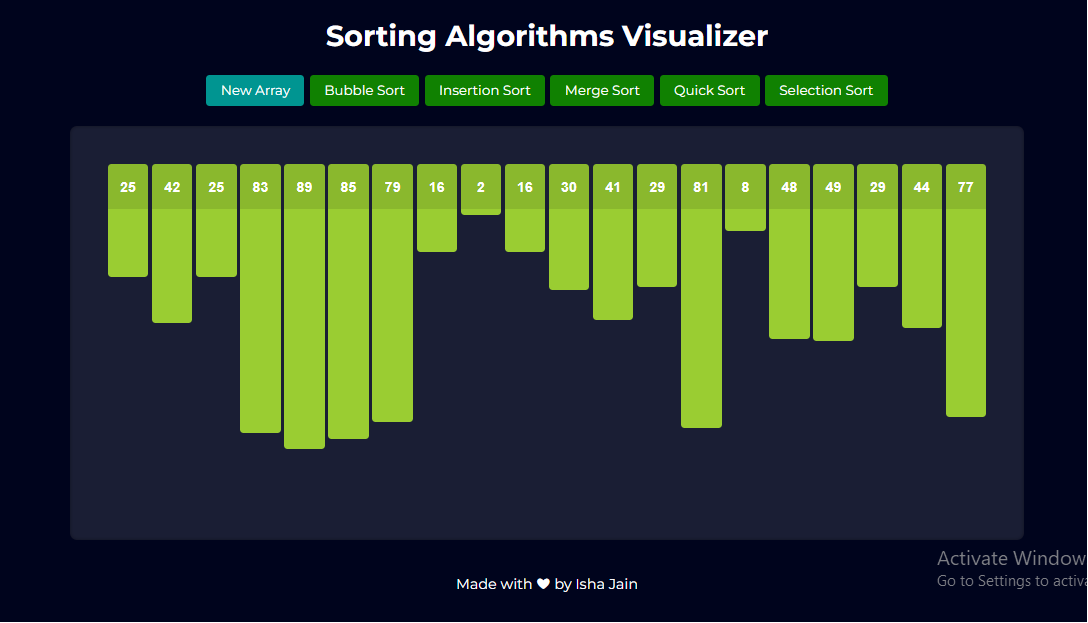 Sorting Algorithms Visualizer
New Array Bubble Sort Insertion Sort Merge Sort Quick Sort Selection Sort
25 42 25 83 89 85 79 16 2 16 30 41 29 81 8 48 49 29 44 77
Activate Window
Made with ♥ by Isha Jain
Go to Settings to activa